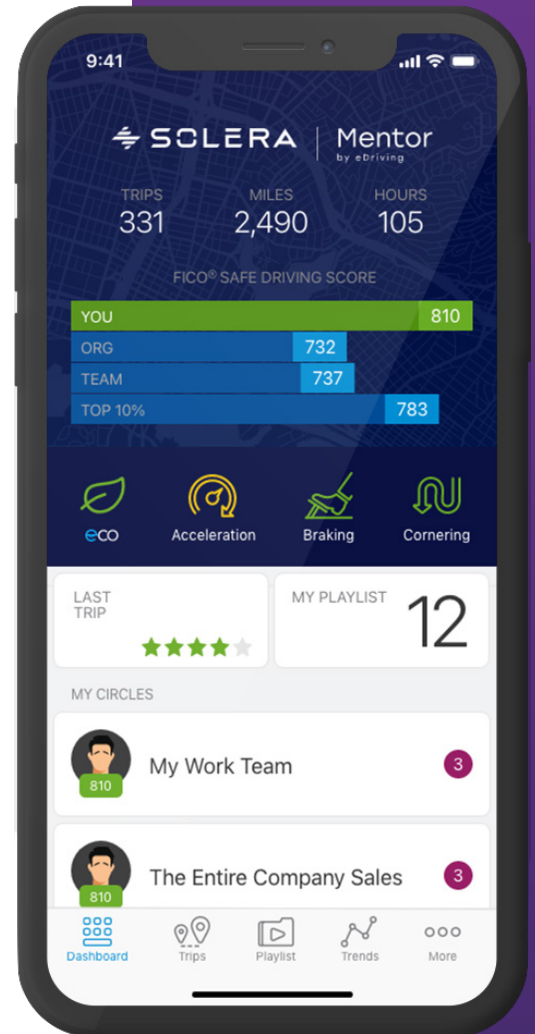 9:41
SOLERA | Mentor
by eDriving
TRIPS MILES HOURS
331 2,490 105
FICO® SAFE DRIVING SCORE
YOU 810
ORG 732
TEAM 737
TOP 10% 783
eco Acceleration Braking Cornering
LAST
TRIP
MY PLAYLIST 12
MY CIRCLES
810 My Work Team 3
810 The Entire Company Sales 3
Dashboard Trips Playlist Trends More